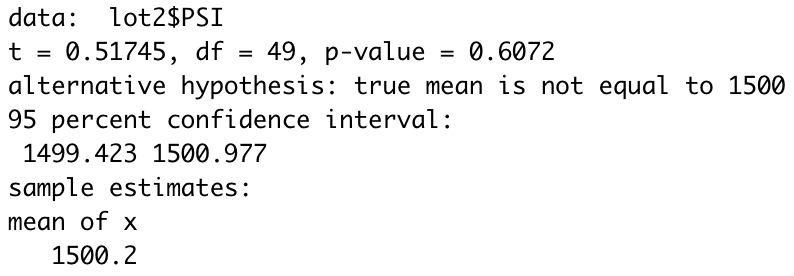 data:  lot2$PSI
t = 0.51745, df = 49, p-value = 0.6072
alternative hypothesis: true mean is not equal to 1500
95 percent confidence interval:
 1499.423 1500.977
sample estimates:
mean of x
   1500.2